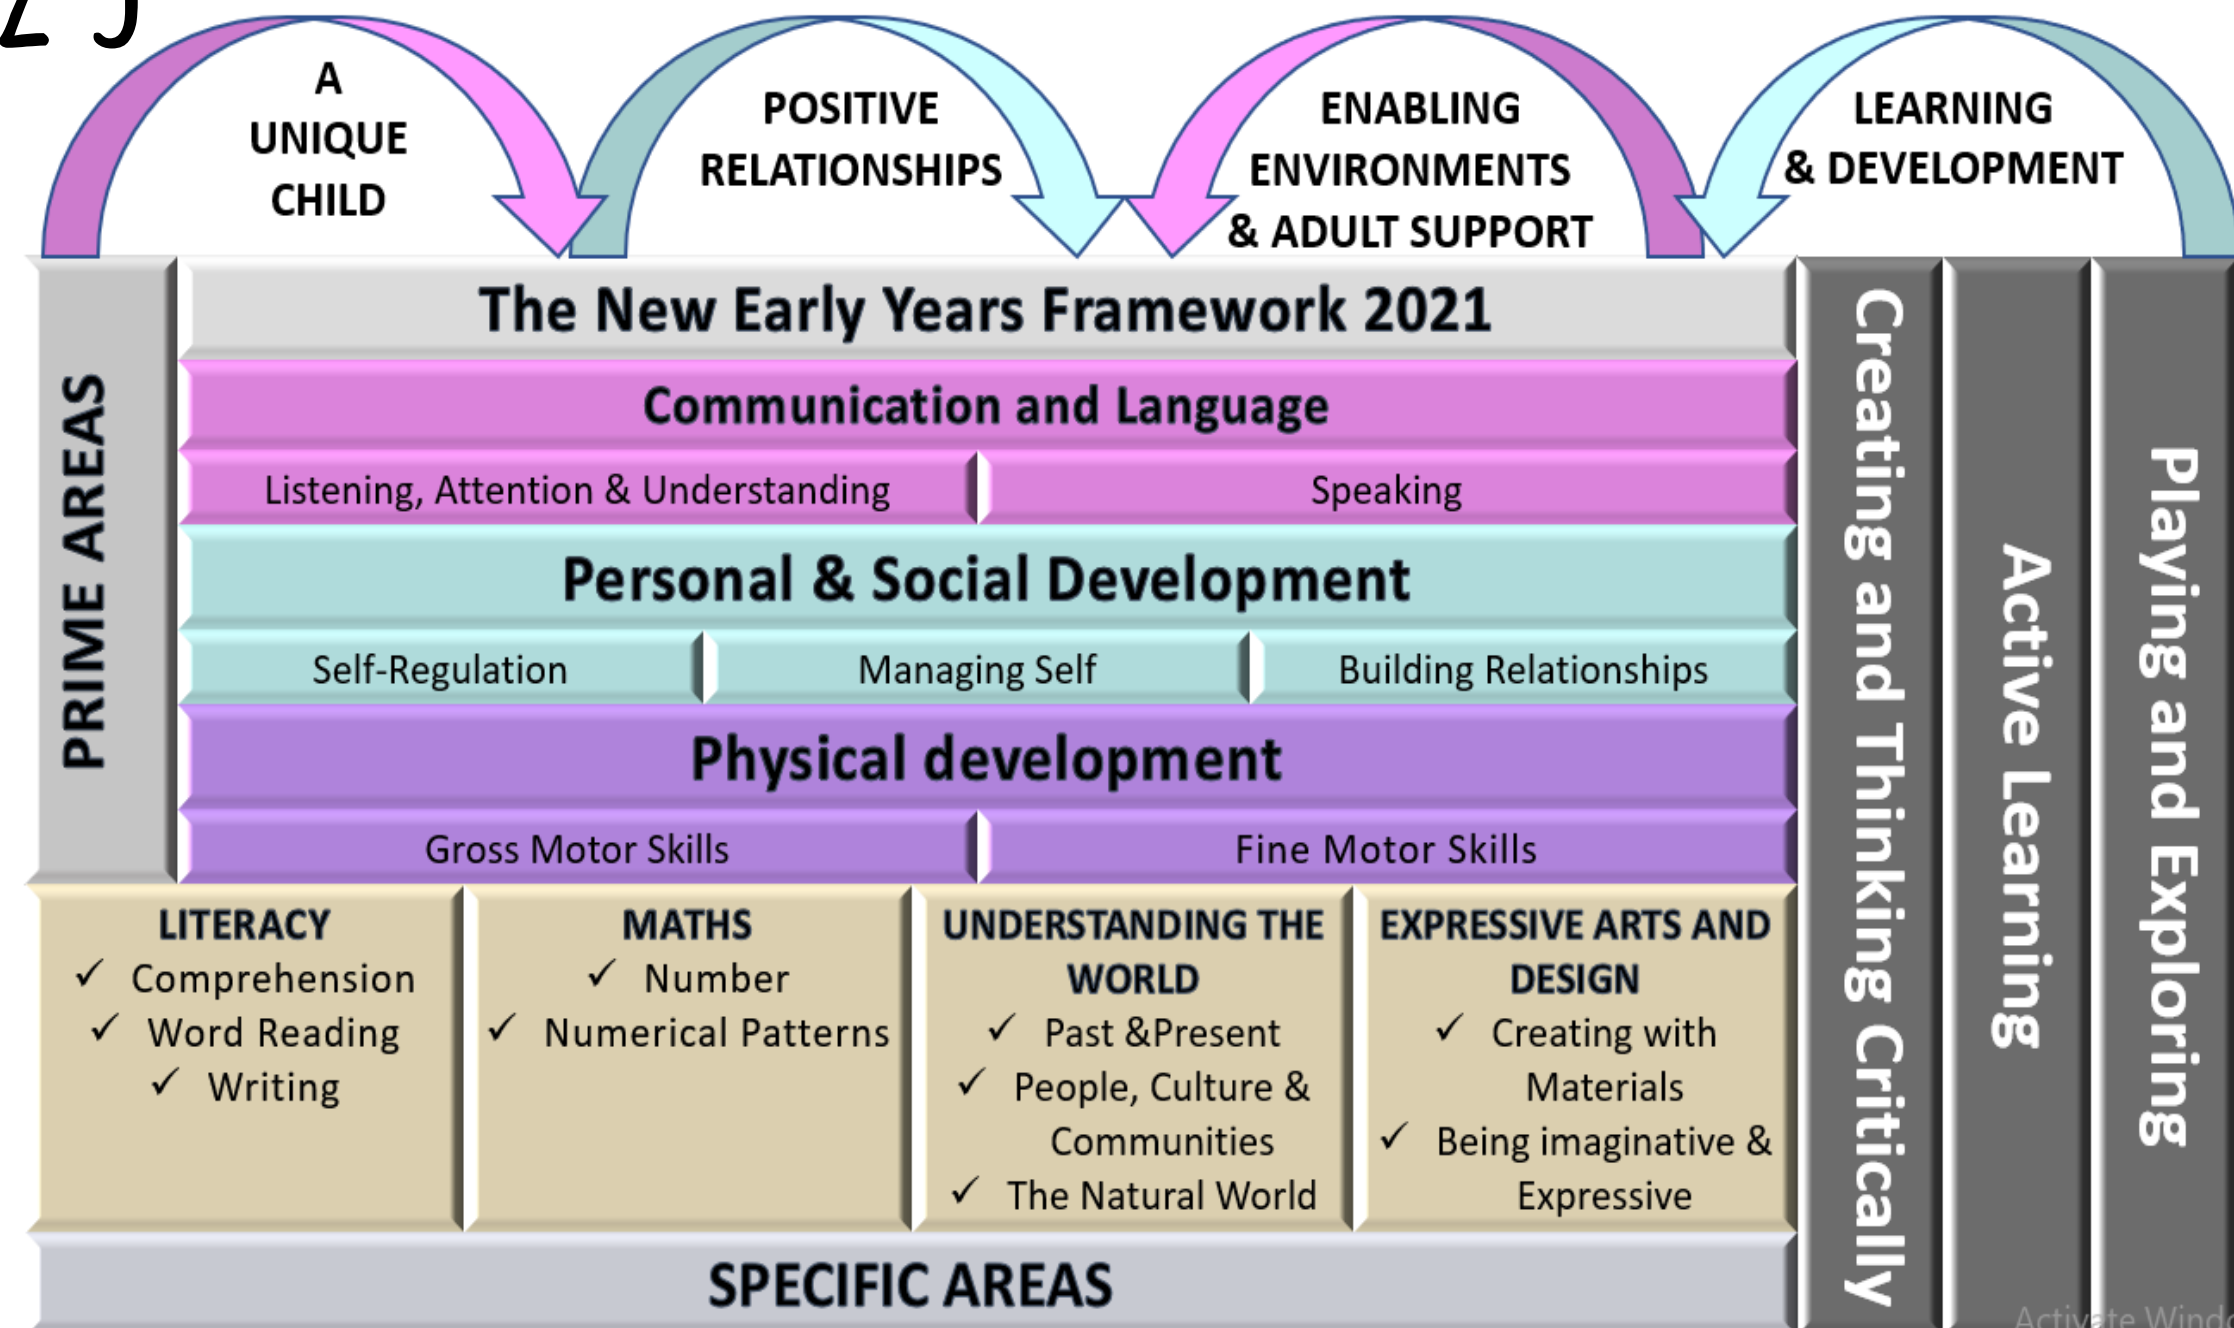 A
UNIQUE
CHILD
POSITIVE
RELATIONSHIPS
ENABLING
ENVIRONMENTS
& ADULT SUPPORT
LEARNING
& DEVELOPMENT
PRIME AREAS
The New Early Years Framework 2021
Communication and Language
Listening, Attention & Understanding
Speaking
Personal & Social Development
Self-Regulation
Managing Self
Building Relationships
Physical development
Gross Motor Skills
Fine Motor Skills
LITERACY
✓ Comprehension
✓ Word Reading
✓ Writing
MATHS
✓ Number
✓ Numerical Patterns
UNDERSTANDING THE
WORLD
✓ Past &Present
✓ People, Culture &
Communities
✓ The Natural World
EXPRESSIVE ARTS AND
DESIGN
✓ Creating with
Materials
✓ Being imaginative &
Expressive
SPECIFIC AREAS
Creating and Thinking Critically
Active Learning
Playing and Exploring
Activate